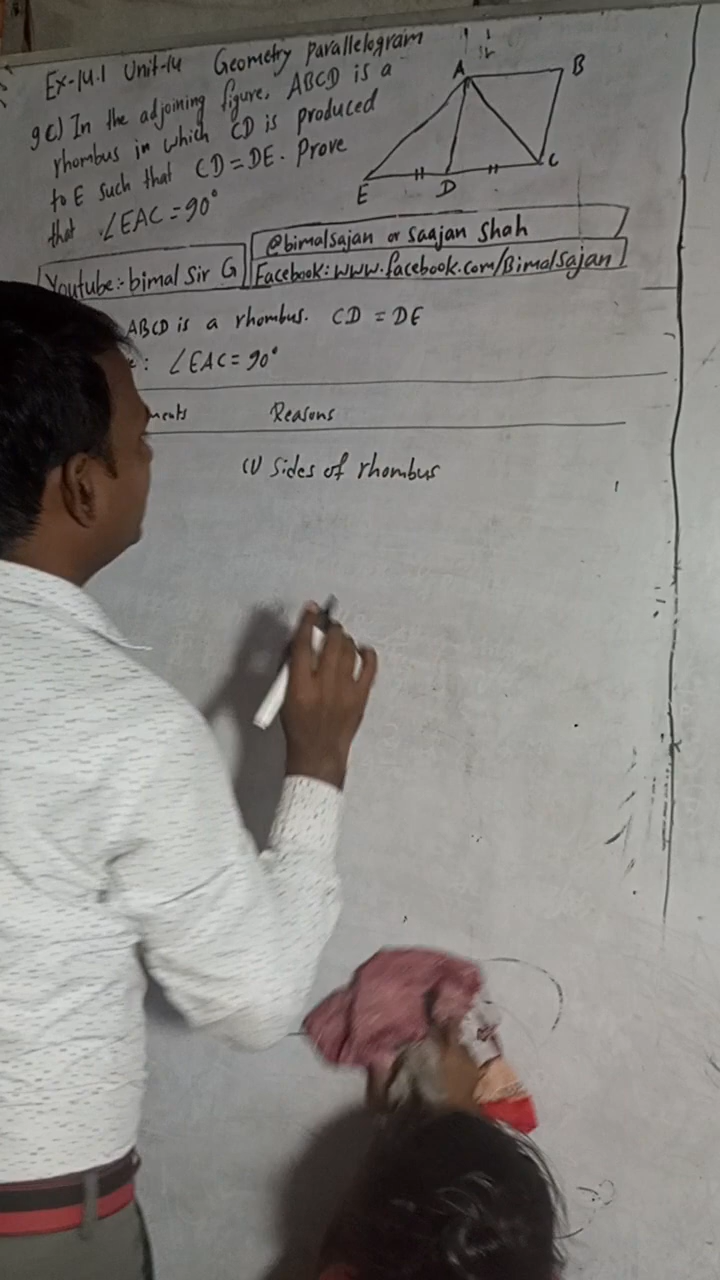 Ex-14.1 Unit-14 Geometry parallelogram
9c) In the adjoining figure, ABCD is a
rhombus in which CD is produced
to E such that CD = DE. Prove
that ∠EAC = 90°
A
B
E
D
C
Youtube:- bimal Sir G
@bimalsajan or Saajan Shah
Facebook: www.facebook.com/Bimalsajan
ABCD is a rhombus. CD = DE
: ∠EAC = 90°
ments Reasons
(1) Sides of rhombus